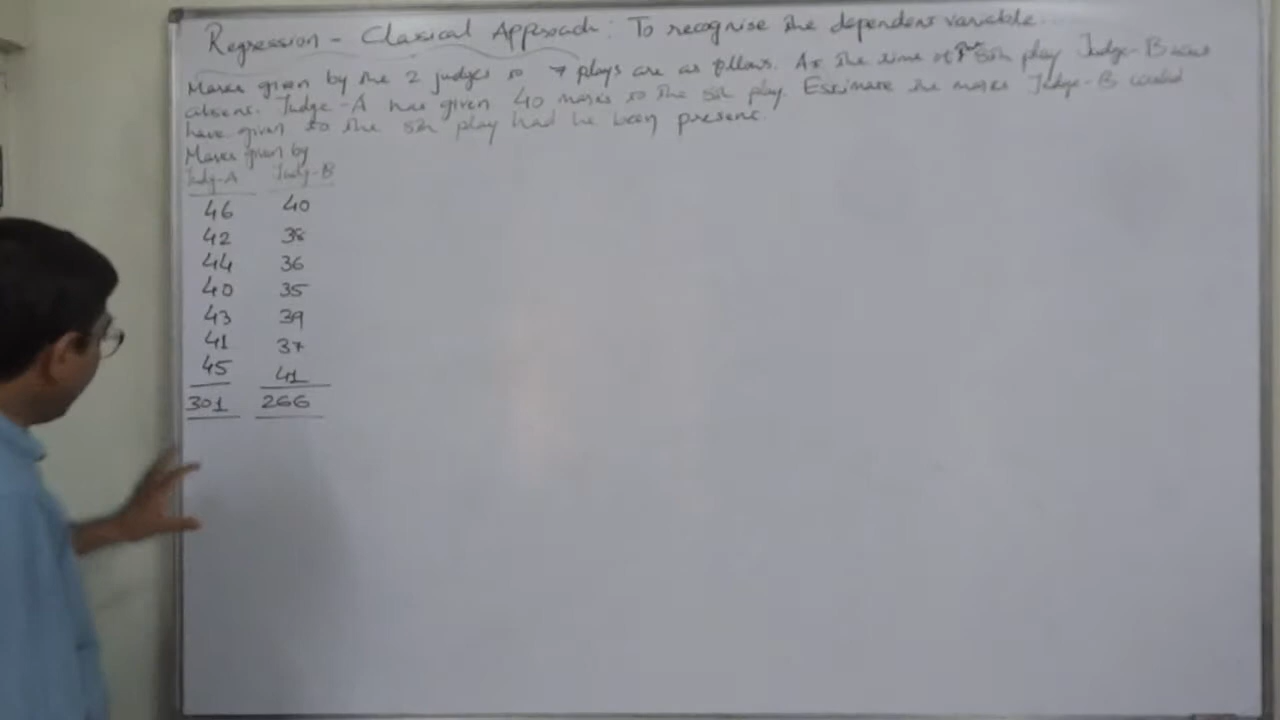 Regression - Classical Approach: To recognise the dependent variable.
Marks given by the 2 judges to 7 plays are as follows. At the time of the 8th play Judge-B was
absent. Judge-A has given 40 marks to the 8th play. Estimate the marks Judge-B would
have given to the 8th play had he been present.
Marks given by
Judge-A Judge-B
46 40
42 38
44 36
40 35
43 39
41 37
45 41
301 266